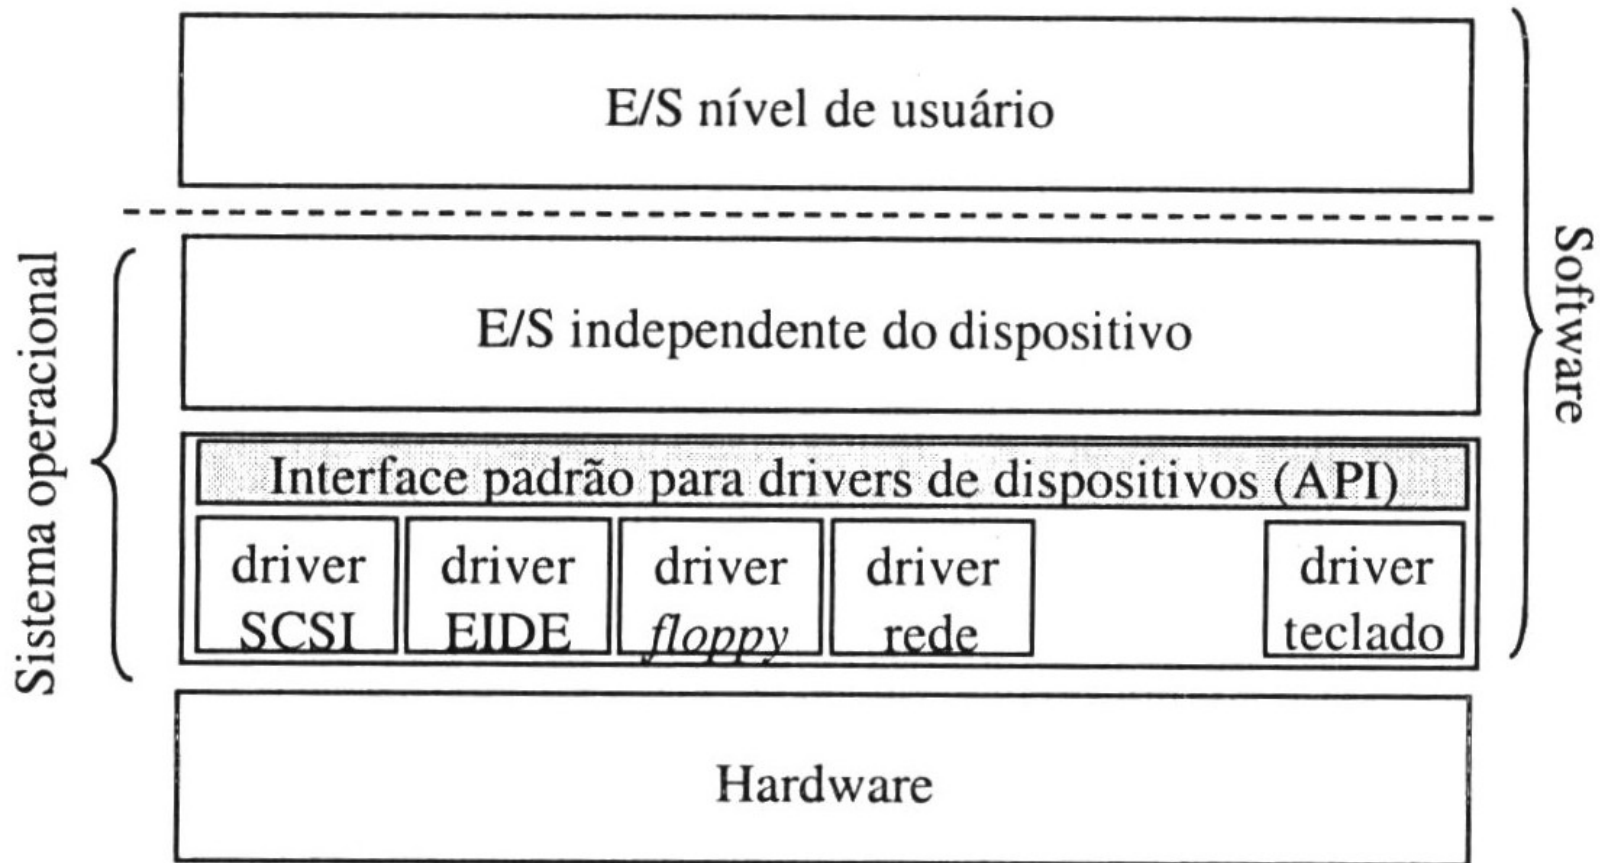 E/S nível de usuário
Sistema operacional
Software
E/S independente do dispositivo
Interface padrão para drivers de dispositivos (API)
driver
SCSI
driver
EIDE
driver
floppy
driver
rede
driver
teclado
Hardware